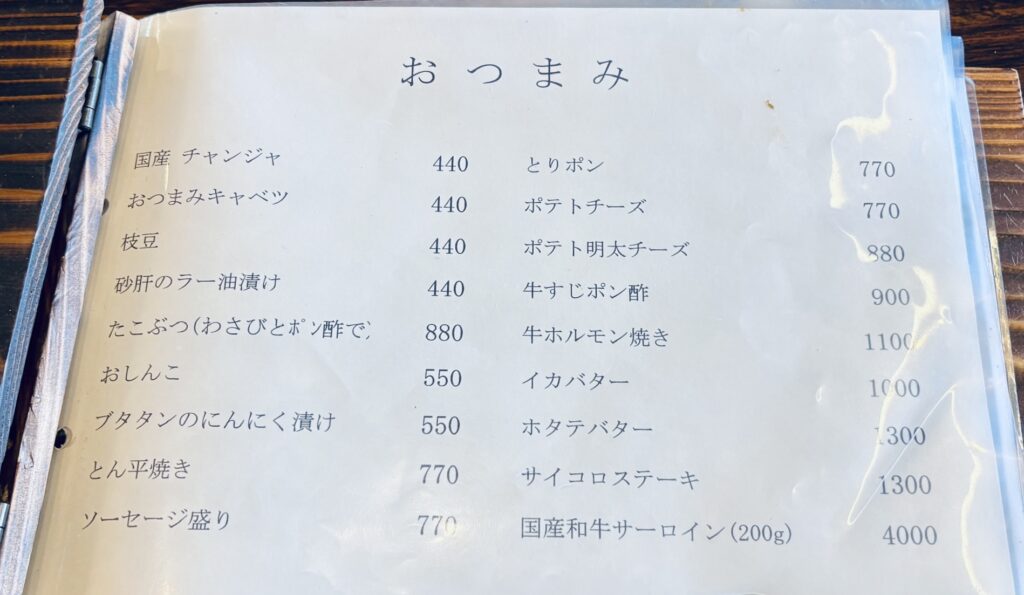 おつまみ
国産 チャンジャ 440
おつまみキャベツ 440
枝豆 440
砂肝のラー油漬け 440
たこぶつ(わさびとポン酢で) 880
おしんこ 550
ブタタンのにんにく漬け 550
とん平焼き 770
ソーセージ盛り 770
とりポン 770
ポテトチーズ 770
ポテト明太チーズ 880
牛すじポン酢 900
牛ホルモン焼き 1100
イカバター 1000
ホタテバター 1300
サイコロステーキ 1300
国産和牛サーロイン(200g) 4000